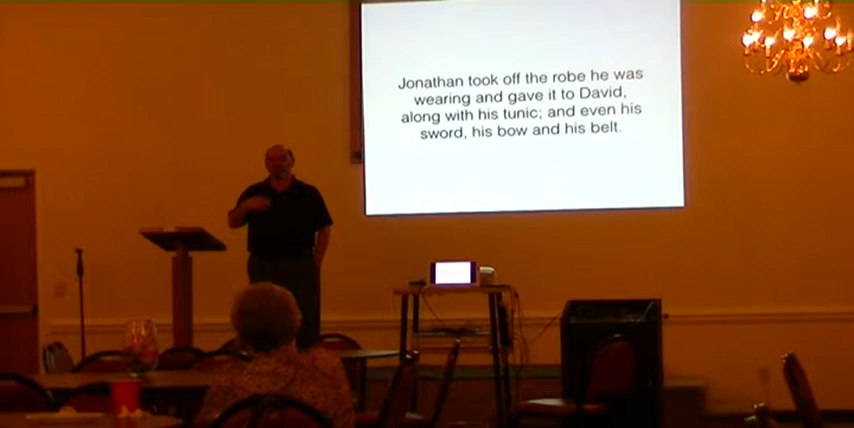 Jonathan took off the robe he was
wearing and gave it to David,
along with his tunic; and even his
sword, his bow and his belt.